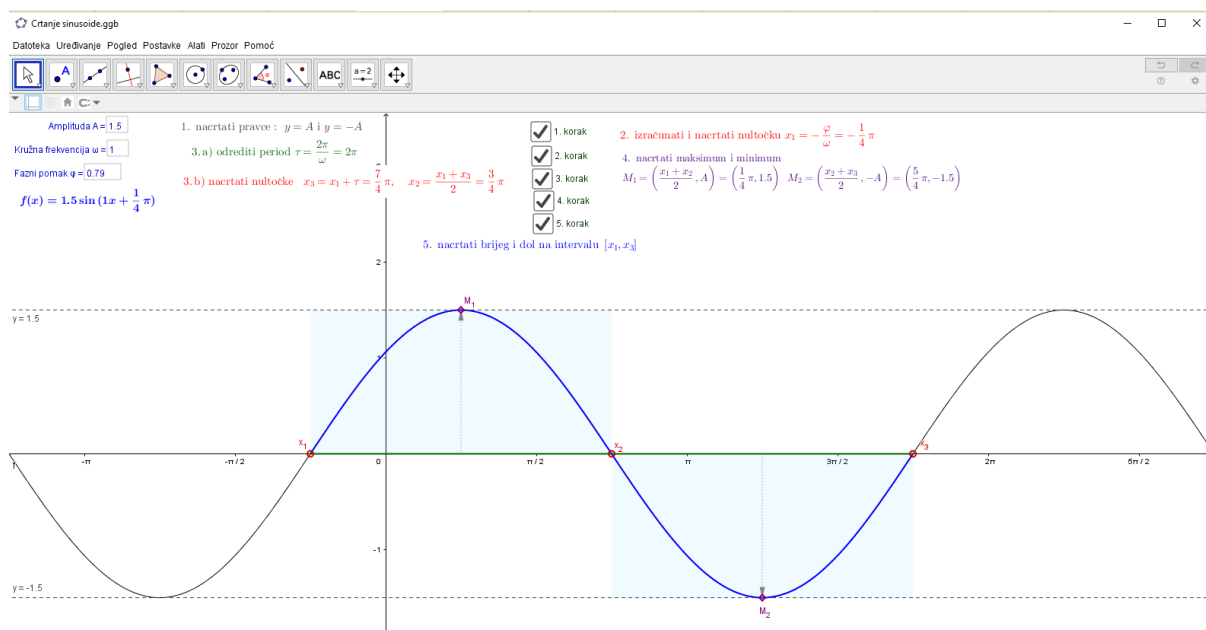 Crtanje sinusoide.ggb
Datoteka Uređivanje Pogled Postavke Alati Prozor Pomoć
A ABC a=2
Amplituda A = 1.5
Kružna frekvencija ω = 1
Fazni pomak φ = 0.79
f(x) = 1.5 sin (1x + 1/4 π)
1. nacrtati pravce : y = A i y = −A
3. a) odrediti period τ = 2π/ω = 2π
3.b) nacrtati nultočke x₃ = x₁ + τ = 7/4 π, x₂ = (x₁ + x₃)/2 = 3/4 π
1. korak
2. korak
3. korak
4. korak
5. korak
2. izračunati i nacrtati nultočku x₁ = −φ/ω = −1/4 π
4. nacrtati maksimum i minimum
M₁ = ((x₁ + x₂)/2, A) = (1/4 π, 1.5) M₂ = ((x₂ + x₃)/2, −A) = (5/4 π, −1.5)
5. nacrtati brijeg i dol na intervalu [x₁, x₃]
2
M₁
y = 1.5
1
x₁ x₂ x₃
f -π -π / 2 0 π / 2 π 3π / 2 2π 5π / 2
-1
y = -1.5
M₂